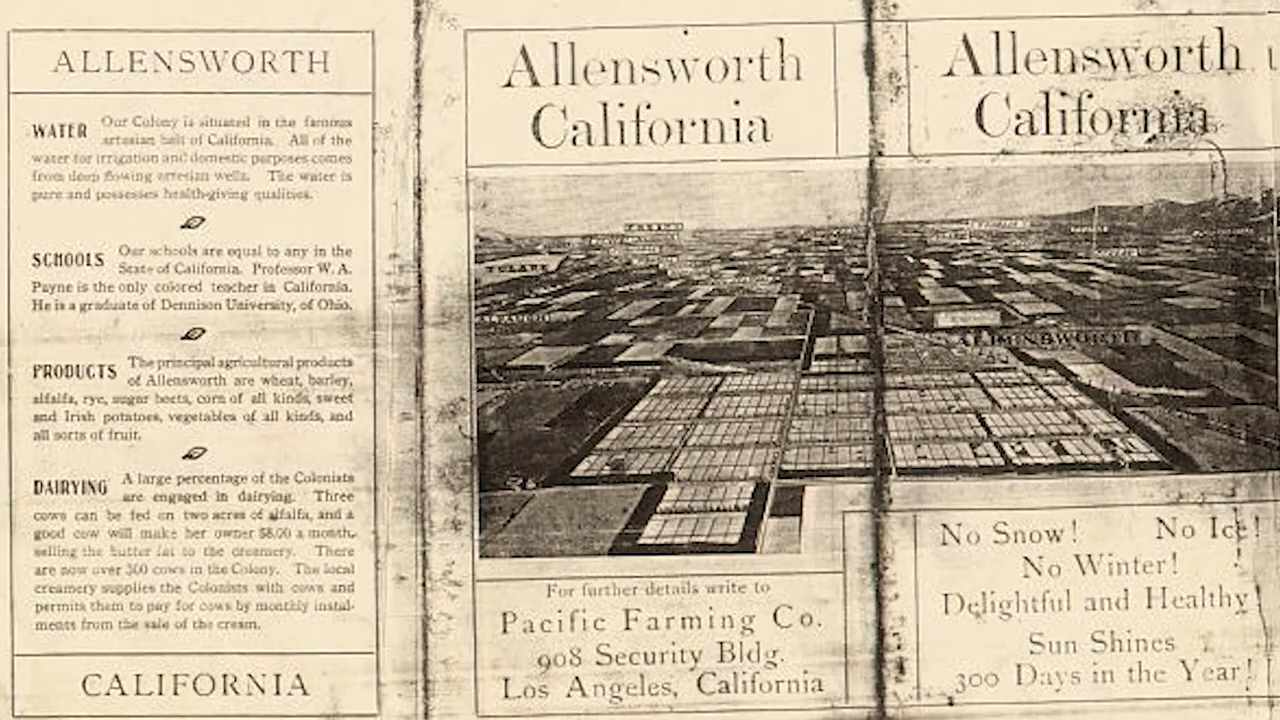 ALLENSWORTH
WATER Our Colony is situated in the famous
artesian belt of California. All of the
water for irrigation and domestic purposes comes
from deep flowing artesian wells. The water is
pure and possesses health-giving qualities.
SCHOOLS Our schools are equal to any in the
State of California. Professor W. A.
Payne is the only colored teacher in California.
He is a graduate of Dennison University, of Ohio.
PRODUCTS The principal agricultural products
of Allensworth are wheat, barley,
alfalfa, rye, sugar beets, corn of all kinds, sweet
and Irish potatoes, vegetables of all kinds, and
all sorts of fruit.
DAIRYING A large percentage of the Colonists
are engaged in dairying. Three
cows can be fed on two acres of alfalfa, and a
good cow will make her owner $8.00 a month,
selling the butter fat to the creamery. There
are now over 300 cows in the Colony. The local
creamery supplies the Colonists with cows and
permits them to pay for cows by monthly instal-
ments from the sale of the cream.
CALIFORNIA
Allensworth
California
TULARE
For further details write to
Pacific Farming Co.
908 Security Bldg.
Los Angeles, California
Allensworth
California
No Snow! No Ice!
No Winter!
Delightful and Healthy!
Sun Shines
300 Days in the Year!